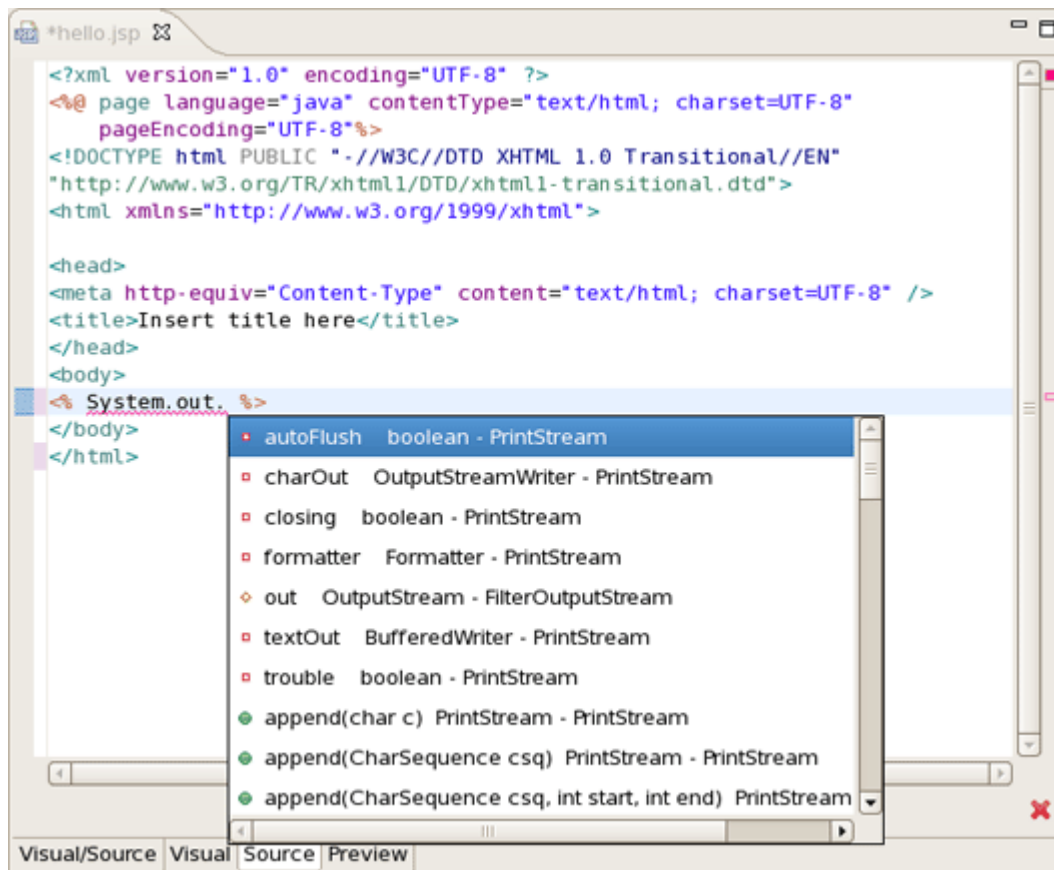 *hello.jsp
<?xml version="1.0" encoding="UTF-8" ?>
<%@ page language="java" contentType="text/html; charset=UTF-8"
    pageEncoding="UTF-8"%>
<!DOCTYPE html PUBLIC "-//W3C//DTD XHTML 1.0 Transitional//EN"
"http://www.w3.org/TR/xhtml1/DTD/xhtml1-transitional.dtd">
<html xmlns="http://www.w3.org/1999/xhtml">
<head>
<meta http-equiv="Content-Type" content="text/html; charset=UTF-8" />
<title>Insert title here</title>
</head>
<body>
<% System.out. %>
</body>
</html>
autoFlush    boolean - PrintStream
charOut    OutputStreamWriter - PrintStream
closing    boolean - PrintStream
formatter    Formatter - PrintStream
out    OutputStream - FilterOutputStream
textOut    BufferedWriter - PrintStream
trouble    boolean - PrintStream
append(char c)  PrintStream - PrintStream
append(CharSequence csq)  PrintStream - PrintStream
append(CharSequence csq, int start, int end)  PrintStream
Visual/Source Visual Source Preview